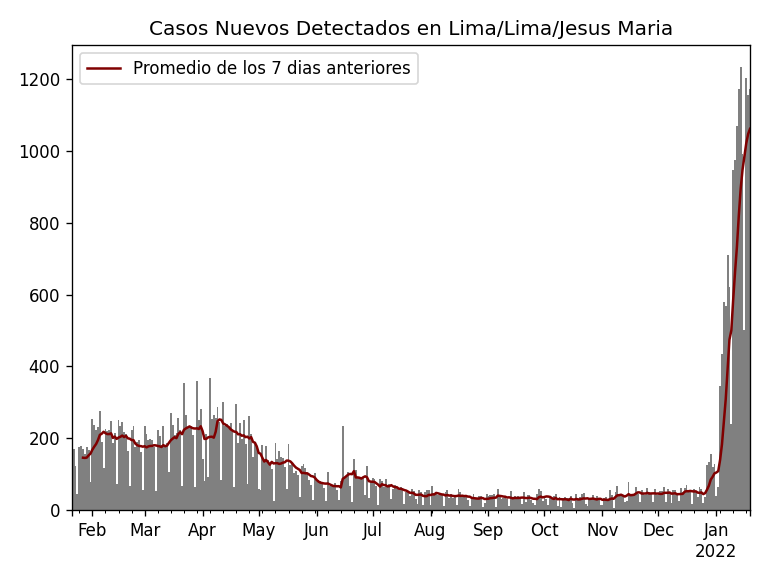 Casos Nuevos Detectados en Lima/Lima/Jesus Maria
Promedio de los 7 dias anteriores
1200
1000
800
600
400
200
0
Feb Mar Apr May Jun Jul Aug Sep Oct Nov Dec Jan
2022